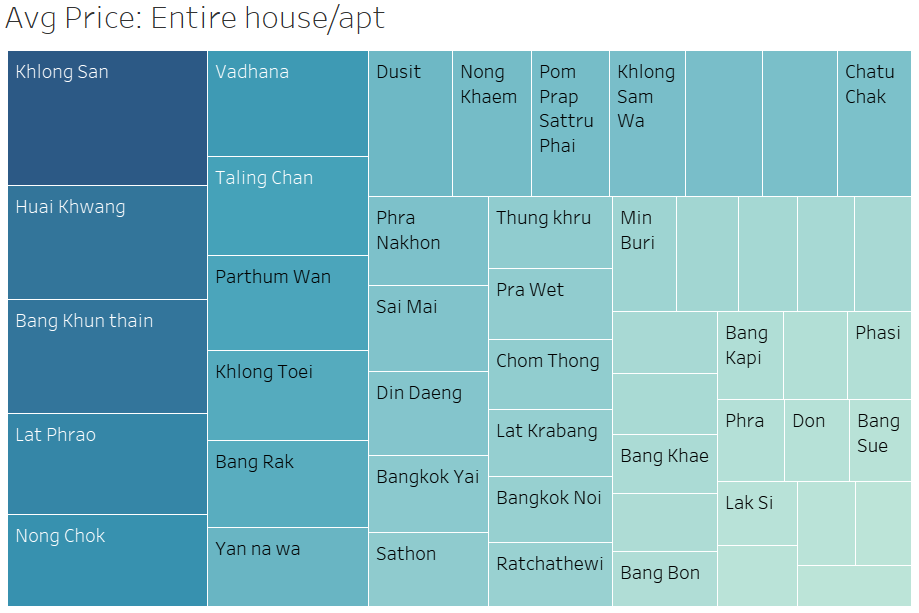 Avg Price: Entire house/apt
Khlong San
Huai Khwang
Bang Khun thain
Lat Phrao
Nong Chok
Vadhana
Taling Chan
Parthum Wan
Khlong Toei
Bang Rak
Yan na wa
Dusit
Nong
Khaem
Pom
Prap
Sattru
Phai
Khlong
Sam
Wa
Chatu
Chak
Phra
Nakhon
Sai Mai
Din Daeng
Bangkok Yai
Sathon
Thung khru
Pra Wet
Chom Thong
Lat Krabang
Bangkok Noi
Ratchathewi
Min
Buri
Bang Khae
Bang Bon
Bang
Kapi
Phasi
Phra
Don
Bang
Sue
Lak Si